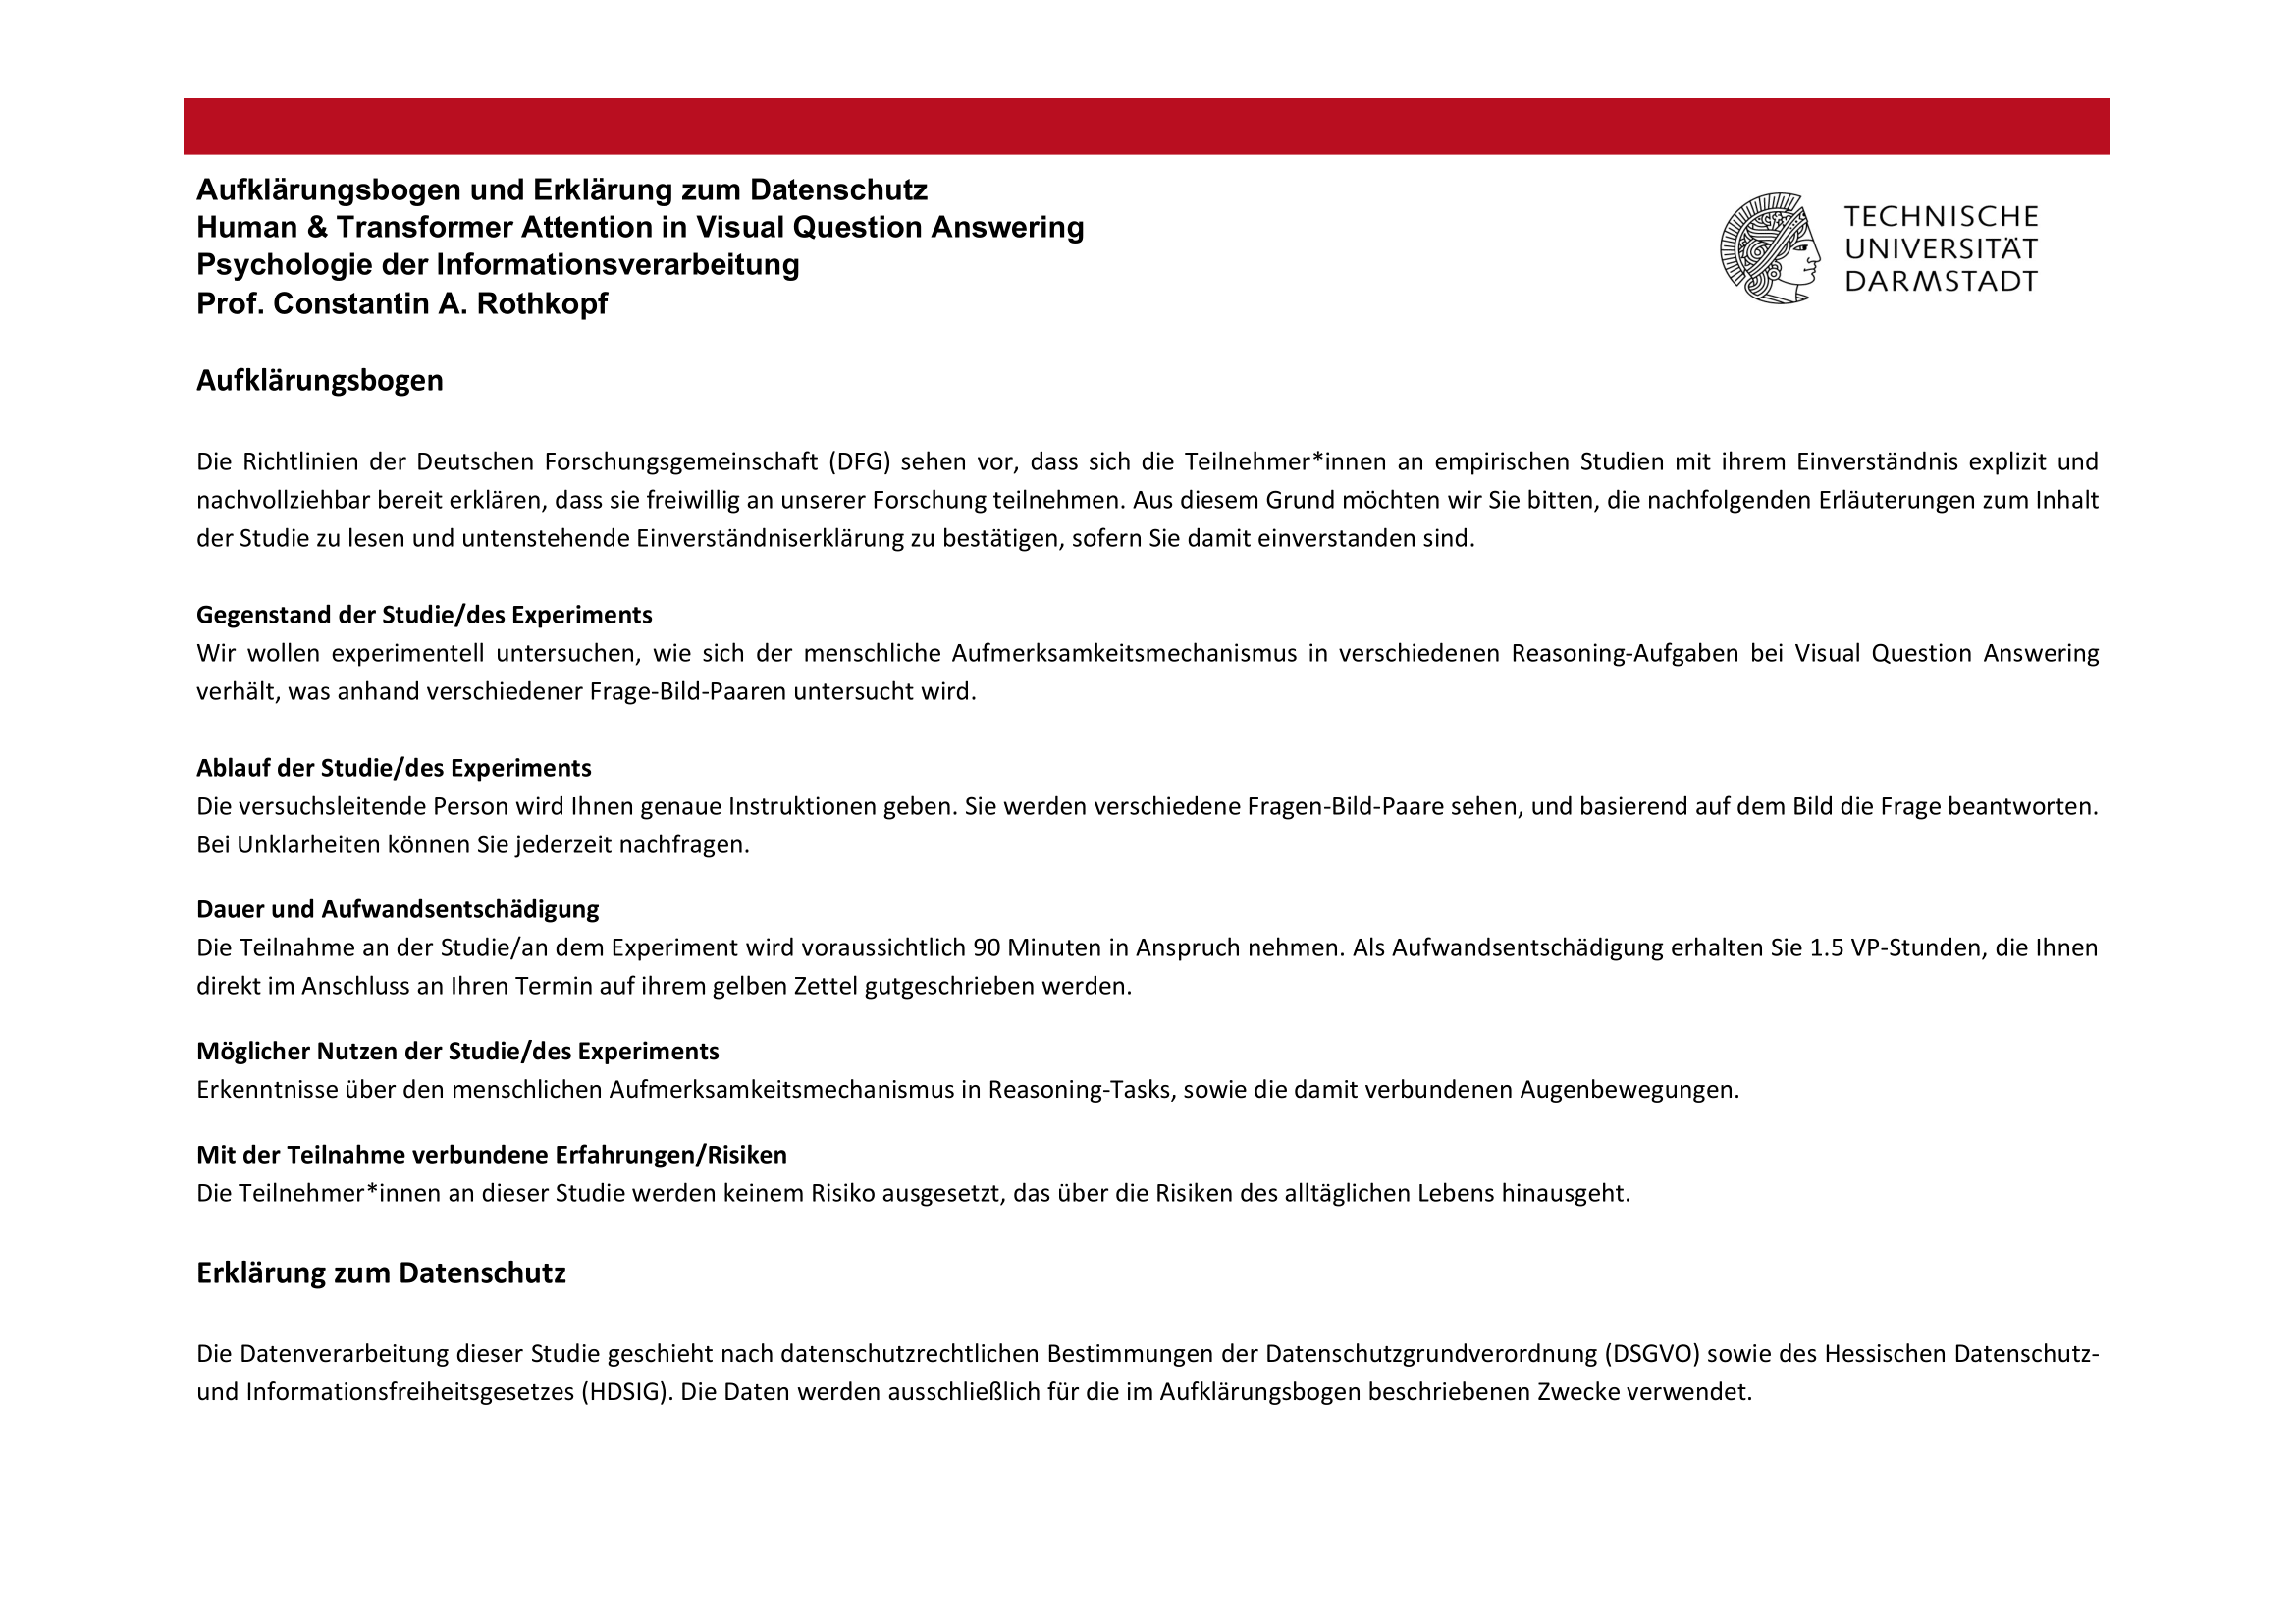 Aufklärungsbogen und Erklärung zum Datenschutz
Human & Transformer Attention in Visual Question Answering
Psychologie der Informationsverarbeitung
Prof. Constantin A. Rothkopf
TECHNISCHE
UNIVERSITÄT
DARMSTADT
Aufklärungsbogen
Die Richtlinien der Deutschen Forschungsgemeinschaft (DFG) sehen vor, dass sich die Teilnehmer*innen an empirischen Studien mit ihrem Einverständnis explizit und
nachvollziehbar bereit erklären, dass sie freiwillig an unserer Forschung teilnehmen. Aus diesem Grund möchten wir Sie bitten, die nachfolgenden Erläuterungen zum Inhalt
der Studie zu lesen und untenstehende Einverständniserklärung zu bestätigen, sofern Sie damit einverstanden sind.
Gegenstand der Studie/des Experiments
Wir wollen experimentell untersuchen, wie sich der menschliche Aufmerksamkeitsmechanismus in verschiedenen Reasoning-Aufgaben bei Visual Question Answering
verhält, was anhand verschiedener Frage-Bild-Paaren untersucht wird.
Ablauf der Studie/des Experiments
Die versuchsleitende Person wird Ihnen genaue Instruktionen geben. Sie werden verschiedene Fragen-Bild-Paare sehen, und basierend auf dem Bild die Frage beantworten.
Bei Unklarheiten können Sie jederzeit nachfragen.
Dauer und Aufwandsentschädigung
Die Teilnahme an der Studie/an dem Experiment wird voraussichtlich 90 Minuten in Anspruch nehmen. Als Aufwandsentschädigung erhalten Sie 1.5 VP-Stunden, die Ihnen
direkt im Anschluss an Ihren Termin auf ihrem gelben Zettel gutgeschrieben werden.
Möglicher Nutzen der Studie/des Experiments
Erkenntnisse über den menschlichen Aufmerksamkeitsmechanismus in Reasoning-Tasks, sowie die damit verbundenen Augenbewegungen.
Mit der Teilnahme verbundene Erfahrungen/Risiken
Die Teilnehmer*innen an dieser Studie werden keinem Risiko ausgesetzt, das über die Risiken des alltäglichen Lebens hinausgeht.
Erklärung zum Datenschutz
Die Datenverarbeitung dieser Studie geschieht nach datenschutzrechtlichen Bestimmungen der Datenschutzgrundverordnung (DSGVO) sowie des Hessischen Datenschutz-
und Informationsfreiheitsgesetzes (HDSIG). Die Daten werden ausschließlich für die im Aufklärungsbogen beschriebenen Zwecke verwendet.